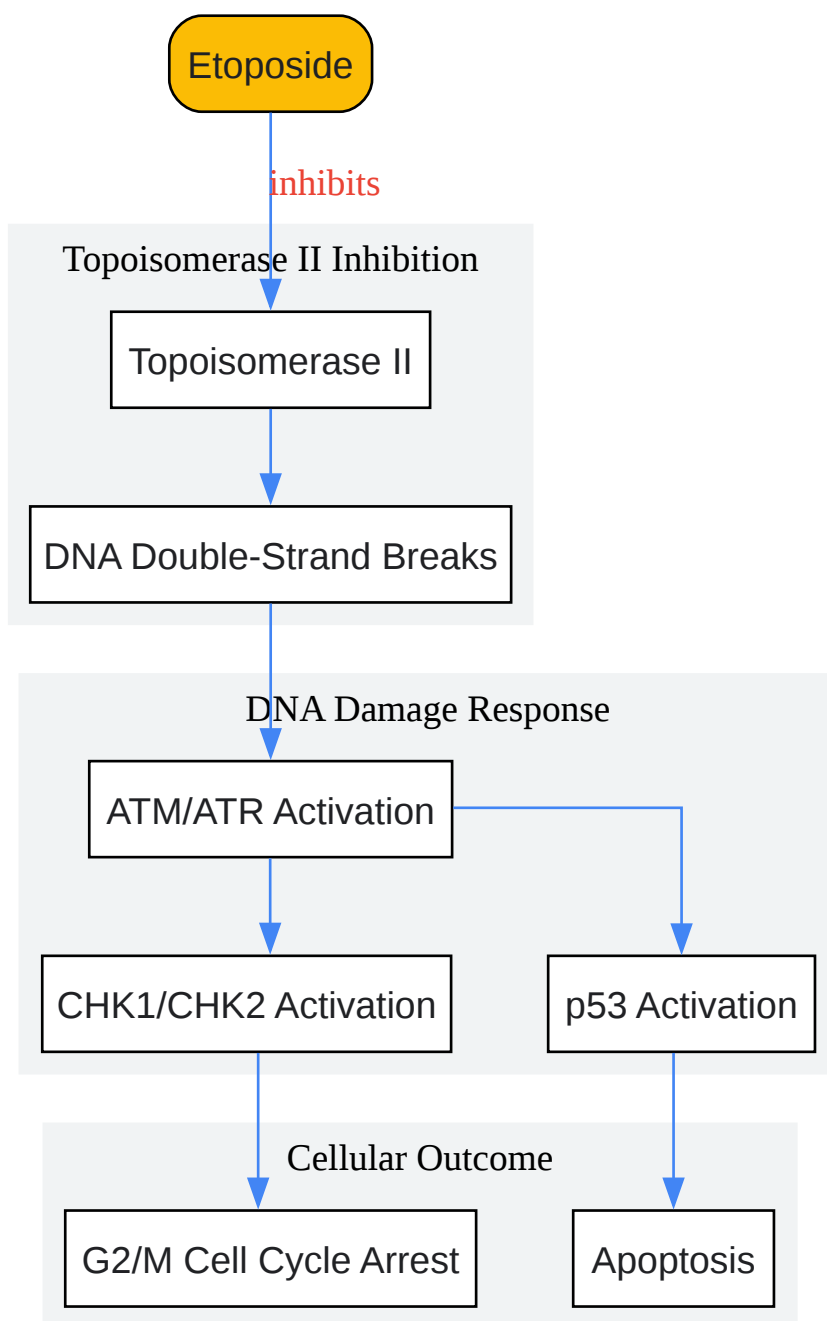 Etoposide
inhibits
Topoisomerase II Inhibition
Topoisomerase II
DNA Double-Strand Breaks
DNA Damage Response
ATM/ATR Activation
CHK1/CHK2 Activation
p53 Activation
Cellular Outcome
G2/M Cell Cycle Arrest
Apoptosis